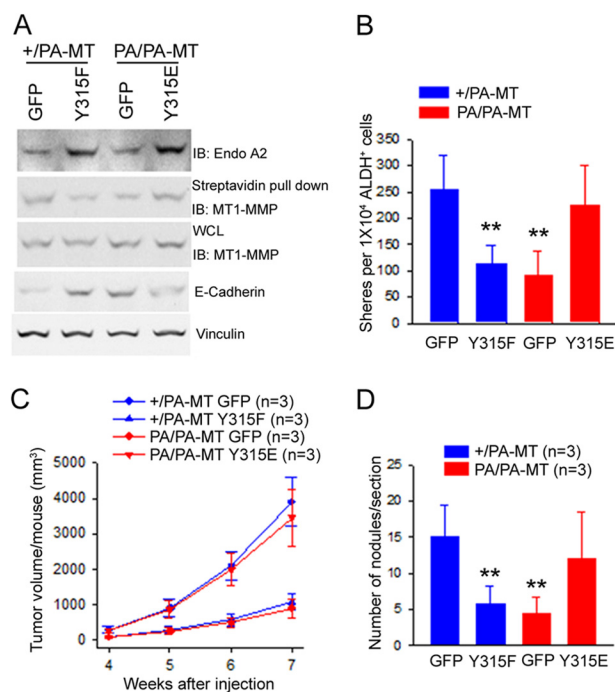 A
+/PA-MT PA/PA-MT
GFP Y315F GFP Y315E
IB: Endo A2
Streptavidin pull down
IB: MT1-MMP
WCL
IB: MT1-MMP
E-Cadherin
Vinculin
B
+/PA-MT
PA/PA-MT
Sheres per 1X10⁴ ALDH⁺ cells
350
300
250
200
150
100
50
0
** **
GFP Y315F GFP Y315E
C
+/PA-MT GFP (n=3)
+/PA-MT Y315F (n=3)
PA/PA-MT GFP (n=3)
PA/PA-MT Y315E (n=3)
Tumor volume/mouse (mm³)
5000
4000
3000
2000
1000
0
4 5 6 7
Weeks after injection
D
+/PA-MT (n=3)
PA/PA-MT (n=3)
Number of nodules/section
25
20
15
10
5
0
** **
GFP Y315F GFP Y315E